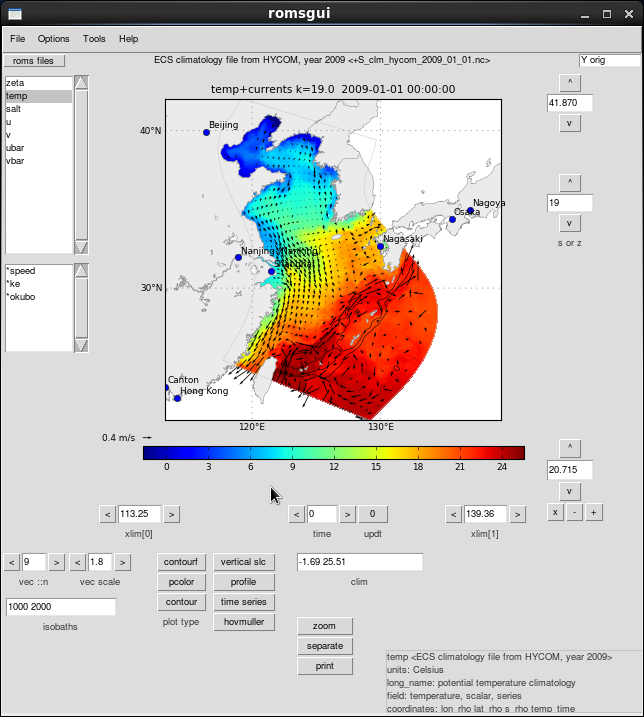 romsgui
File Options Tools Help
roms files
ECS climatology file from HYCOM, year 2009 <+S_clm_hycom_2009_01_01.nc>
Y orig
zeta
temp
salt
u
v
ubar
vbar
*speed
*ke
*okubo
temp+currents k=19.0 2009-01-01 00:00:00
40°N
30°N
120°E 130°E
Beijing
Nagoya
Osaka
Nagasaki
Nanjing
Shanghai
Canton
Hong Kong
^
41.870
v
^
19
v
s or z
^
20.715
v
x - +
0.4 m/s
0 3 6 9 12 15 18 21 24
< 113.25 >
xlim[0]
< 0 > 0
time updt
< 139.36 >
xlim[1]
< 9 > < 1.8 >
vec ::n vec scale
1000 2000
isobaths
contourf vertical slc
pcolor profile
contour time series
plot type hovmuller
-1.69 25.51
clim
zoom
separate
print
temp <ECS climatology file from HYCOM, year 2009>
units: Celsius
long_name: potential temperature climatology
field: temperature, scalar, series
coordinates: lon_rho lat_rho s_rho temp_time